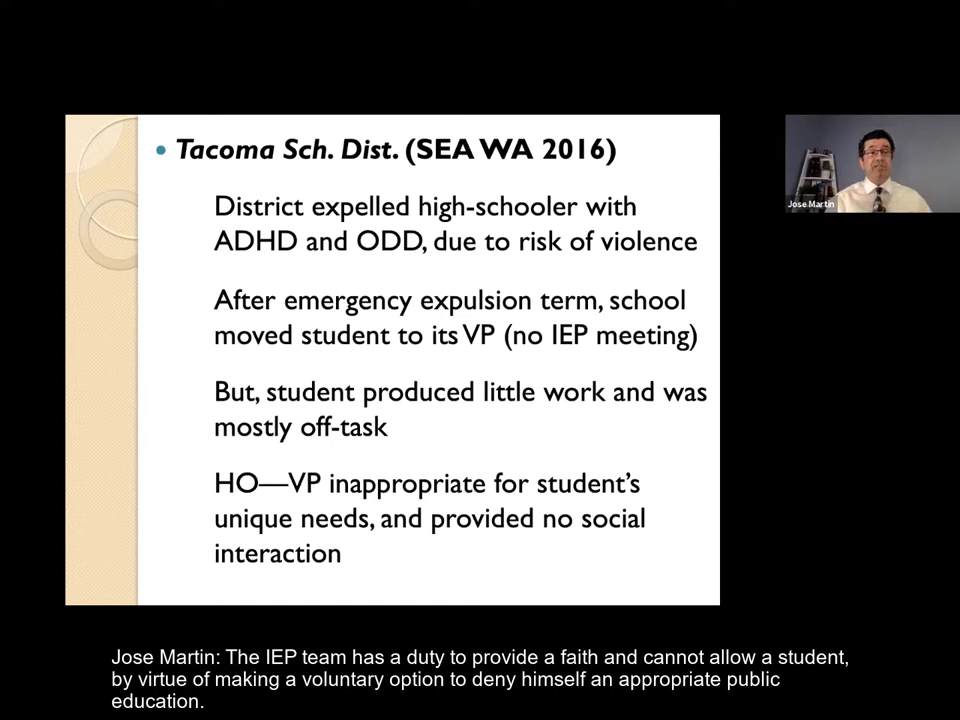 Tacoma Sch. Dist. (SEA WA 2016)
District expelled high-schooler with
ADHD and ODD, due to risk of violence
After emergency expulsion term, school
moved student to its VP (no IEP meeting)
But, student produced little work and was
mostly off-task
HO—VP inappropriate for student's
unique needs, and provided no social
interaction
Jose Martin
Jose Martin: The IEP team has a duty to provide a faith and cannot allow a student,
by virtue of making a voluntary option to deny himself an appropriate public
education.